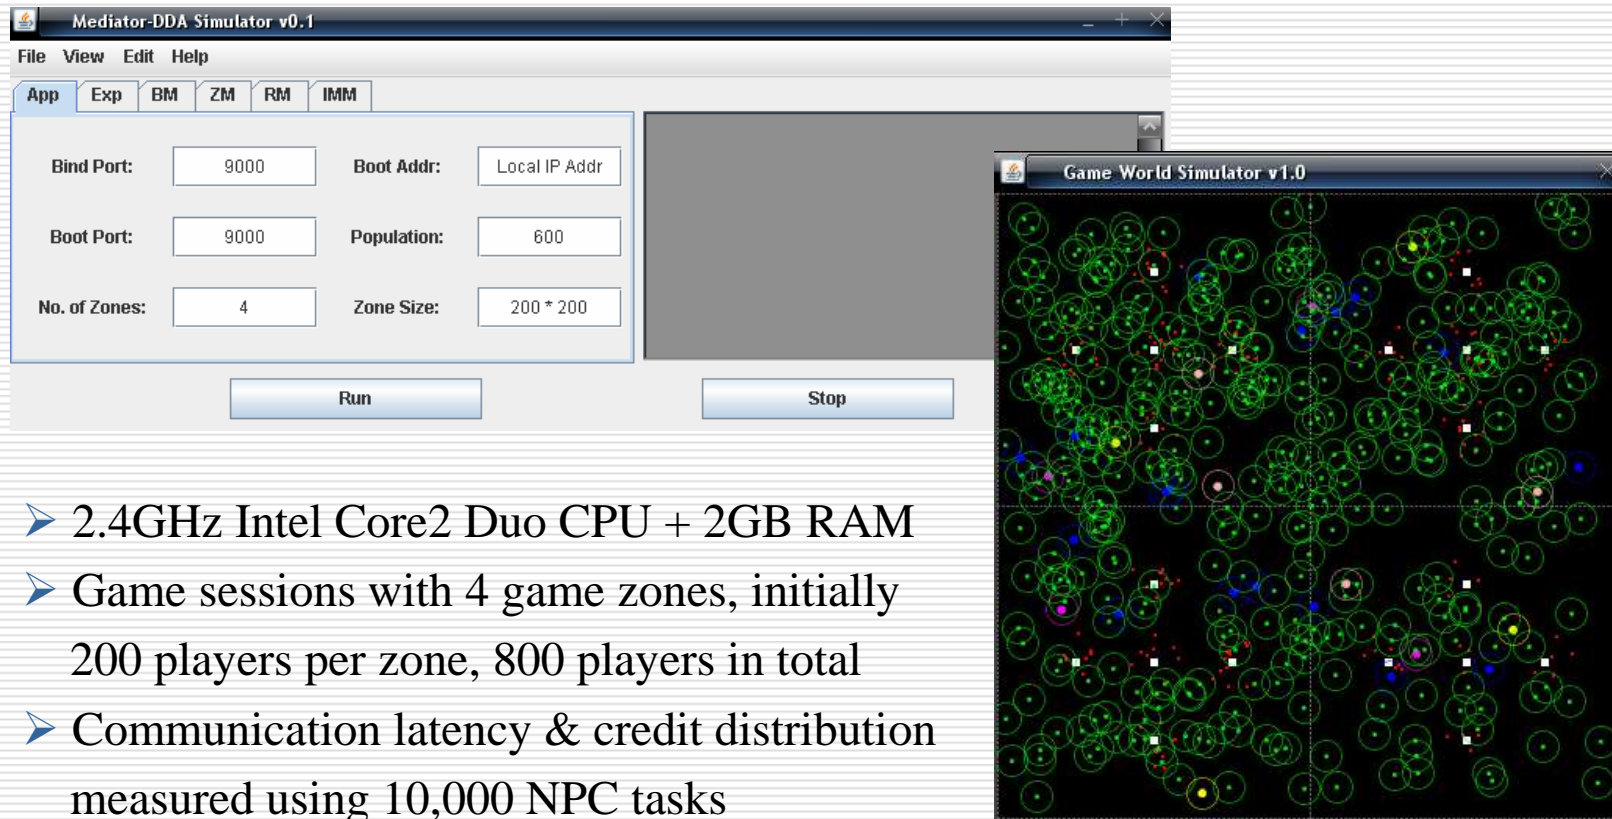 Mediator-DDA Simulator v0.1
File View Edit Help
App Exp BM ZM RM IMM
Bind Port: 9000 Boot Addr: Local IP Addr
Boot Port: 9000 Population: 600
No. of Zones: 4 Zone Size: 200 * 200
Run Stop
Game World Simulator v1.0
➢ 2.4GHz Intel Core2 Duo CPU + 2GB RAM
➢ Game sessions with 4 game zones, initially
200 players per zone, 800 players in total
➢ Communication latency & credit distribution
measured using 10,000 NPC tasks